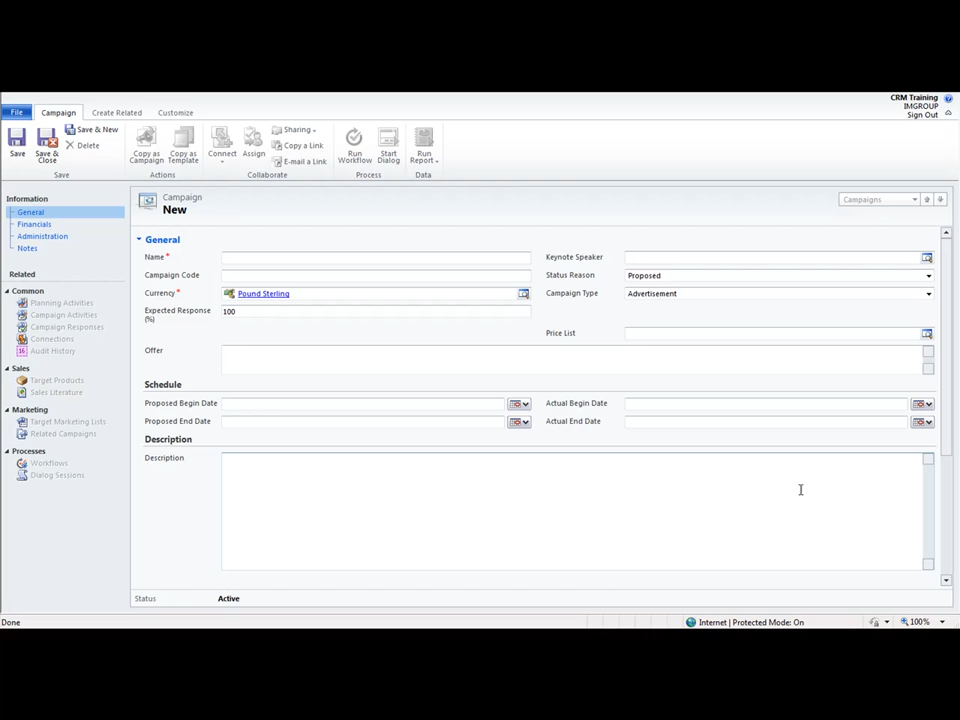 CRM Training
IMGROUP
Sign Out
File Campaign Create Related Customize
Save
Save & Close
Save & New
Delete
Save
Copy as Campaign
Copy as Template
Actions
Connect
Assign
Sharing
Copy a Link
E-mail a Link
Collaborate
Run Workflow
Start Dialog
Process
Run Report
Data
Information
General
Financials
Administration
Notes
Related
Common
Planning Activities
Campaign Activities
Campaign Responses
Connections
16 Audit History
Sales
Target Products
Sales Literature
Marketing
Target Marketing Lists
Related Campaigns
Processes
Workflows
Dialog Sessions
Campaign
New
Campaigns
General
Name* Keynote Speaker
Campaign Code Status Reason Proposed
Currency* Pound Sterling Campaign Type Advertisement
Expected Response (%) 100
Price List
Offer
Schedule
Proposed Begin Date Actual Begin Date
Proposed End Date Actual End Date
Description
Description
Status Active
Done Internet | Protected Mode: On 100%